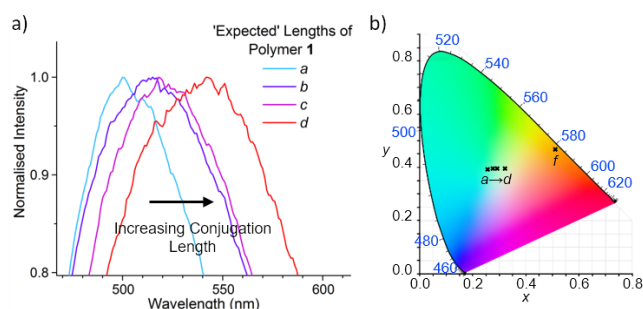 a)
'Expected' Lengths of
Polymer 1
a
b
c
d
1.0
0.9
0.8
Normalised Intensity
Increasing Conjugation
Length
500
550
600
Wavelength (nm)
b)
0.8
0.6
y
0.4
0.2
0.0
520
540
560
500
580
600
620
480
460
a→d
f
0.0
0.2
0.4
0.6
0.8
x